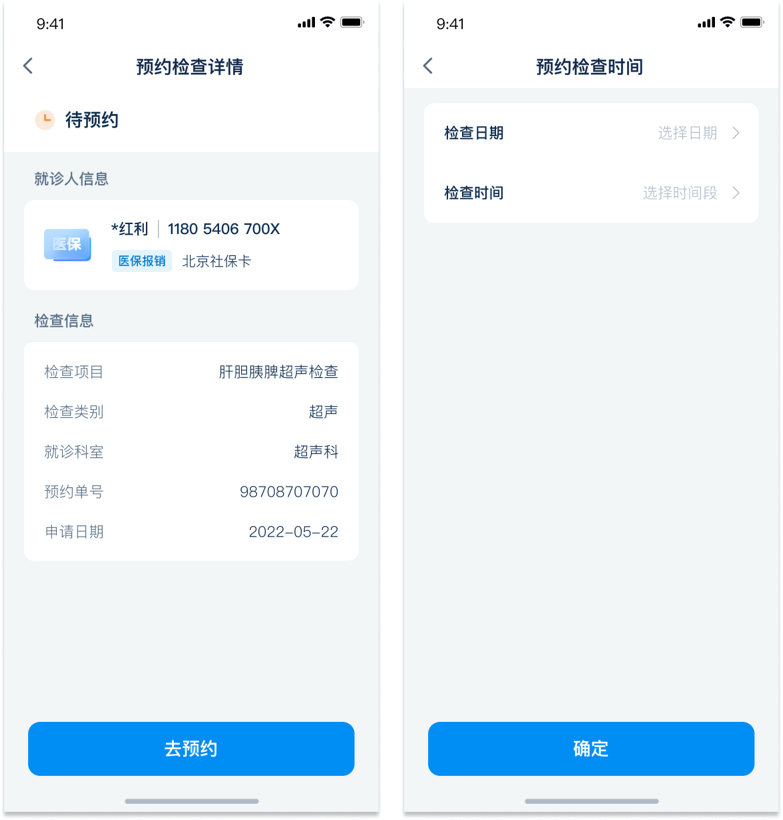 9:41
预约检查详情
待预约
就诊人信息
医保
*红利 1180 5406 700X
医保报销 北京社保卡
检查信息
检查项目 肝胆胰脾超声检查
检查类别 超声
就诊科室 超声科
预约单号 98708707070
申请日期 2022-05-22
去预约
9:41
预约检查时间
检查日期 选择日期
检查时间 选择时间段
确定